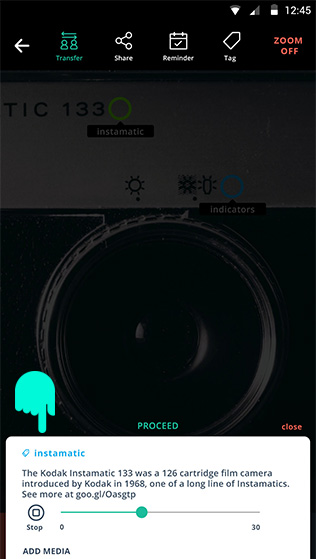 12:45
Transfer
Share
Reminder
Tag
ZOOM
OFF
TIC 133
instamatic
indicators
PROCEED
close
instamatic
The Kodak Instamatic 133 was a 126 cartridge film camera
introduced by Kodak in 1968, one of a long line of Instamatics.
See more at goo.gl/Oasgtp
Stop
0
30
ADD MEDIA